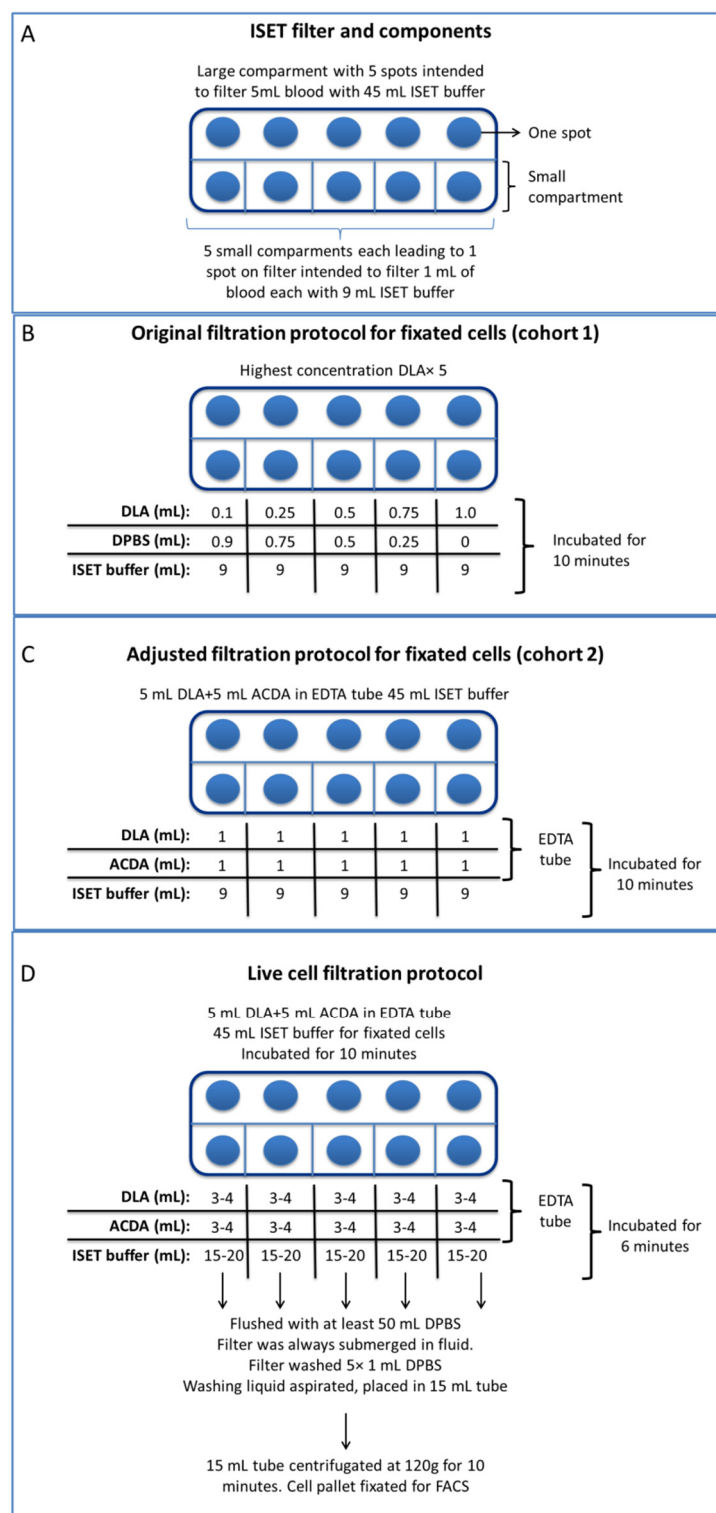 A
ISET filter and components
Large comparment with 5 spots intended
to filter 5mL blood with 45 mL ISET buffer
One spot
Small
compartment
5 small comparments each leading to 1
spot on filter intended to filter 1 mL of
blood each with 9 mL ISET buffer
B
Original filtration protocol for fixated cells (cohort 1)
Highest concentration DLA× 5
DLA (mL): 0.1 0.25 0.5 0.75 1.0
DPBS (mL): 0.9 0.75 0.5 0.25 0
ISET buffer (mL): 9 9 9 9 9
Incubated for
10 minutes
C
Adjusted filtration protocol for fixated cells (cohort 2)
5 mL DLA+5 mL ACDA in EDTA tube 45 mL ISET buffer
DLA (mL): 1 1 1 1 1
ACDA (mL): 1 1 1 1 1
ISET buffer (mL): 9 9 9 9 9
EDTA
tube
Incubated for
10 minutes
D
Live cell filtration protocol
5 mL DLA+5 mL ACDA in EDTA tube
45 mL ISET buffer for fixated cells
Incubated for 10 minutes
DLA (mL): 3-4 3-4 3-4 3-4 3-4
ACDA (mL): 3-4 3-4 3-4 3-4 3-4
ISET buffer (mL): 15-20 15-20 15-20 15-20 15-20
EDTA
tube
Incubated for
6 minutes
Flushed with at least 50 mL DPBS
Filter was always submerged in fluid.
Filter washed 5× 1 mL DPBS
Washing liquid aspirated, placed in 15 mL tube
15 mL tube centrifugated at 120g for 10
minutes. Cell pallet fixated for FACS